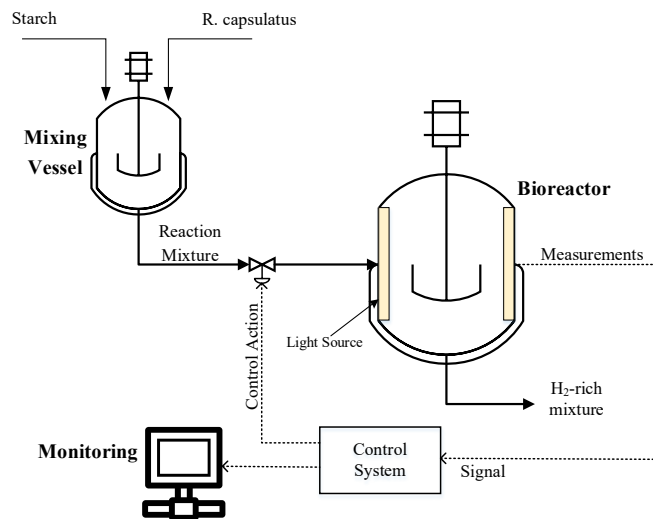 Starch
R. capsulatus
Mixing
Vessel
Bioreactor
Reaction
Mixture
Measurements
Light Source
Control Action
H₂-rich
mixture
Monitoring
Control
System
Signal